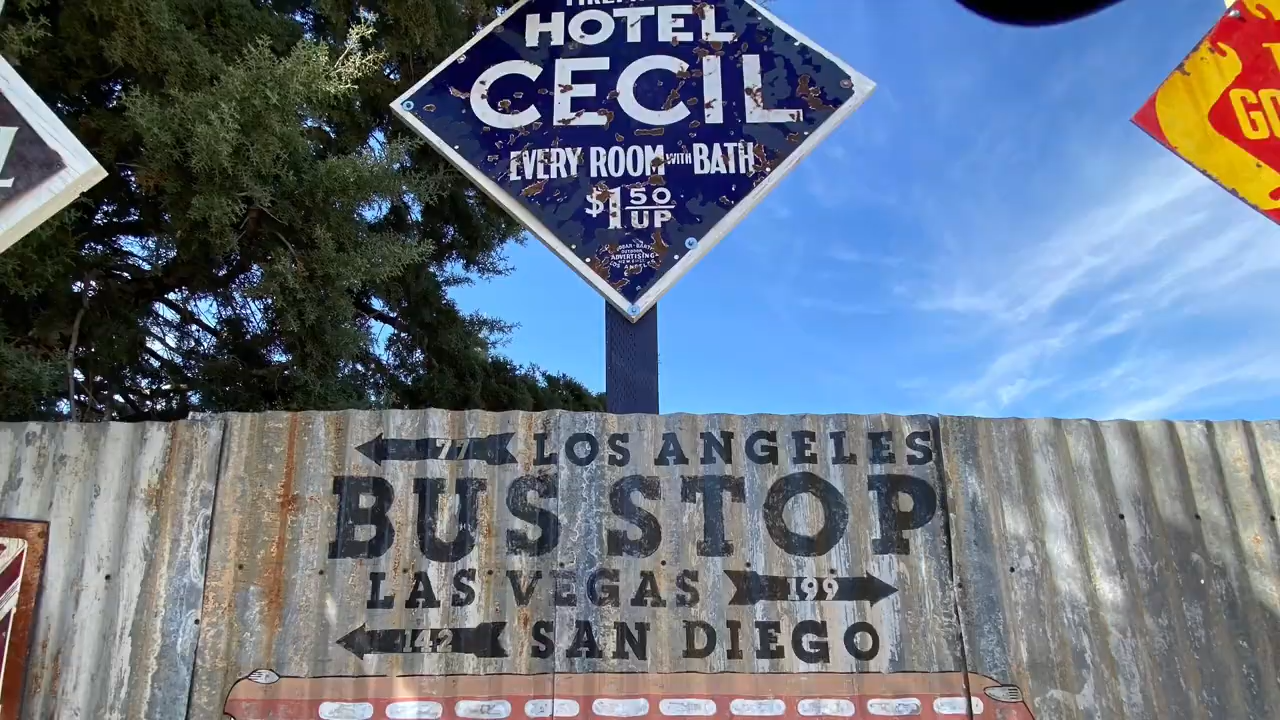 HOTEL
CECIL
EVERY ROOM WITH BATH
$1 50 UP
ADVERTISING
77 LOS ANGELES
BUS STOP
LAS VEGAS 199
142 SAN DIEGO